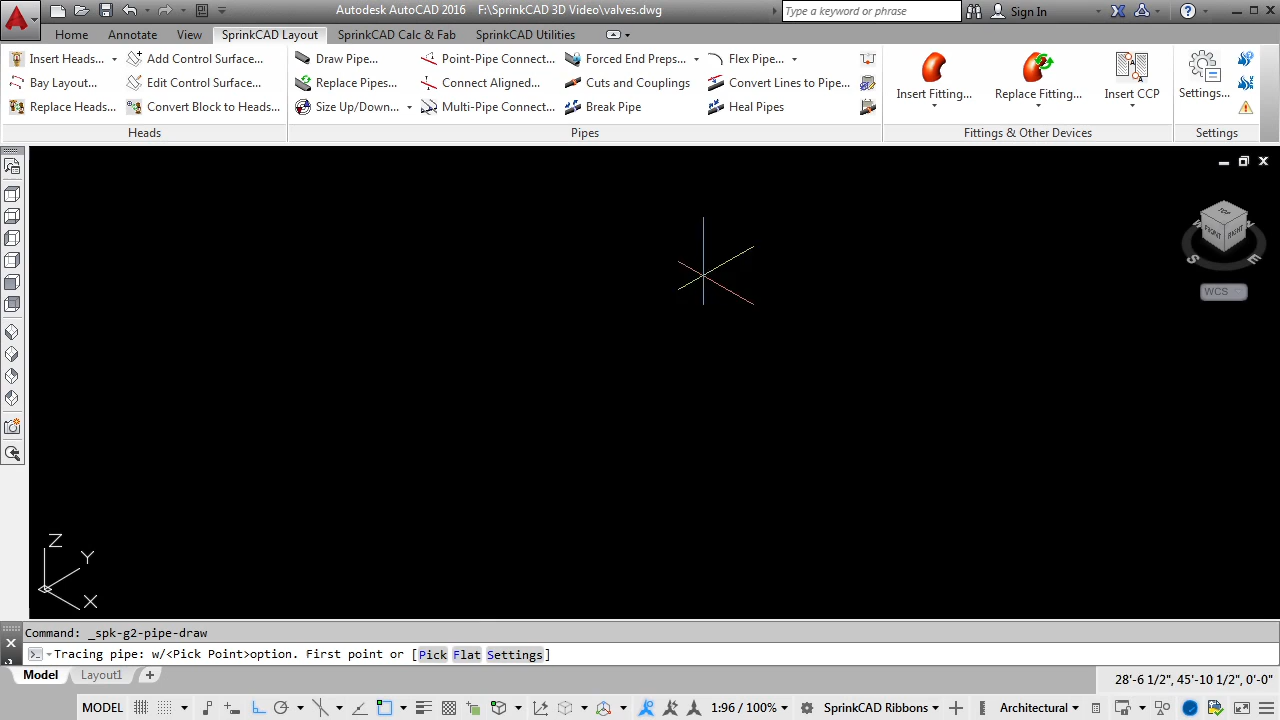 Autodesk AutoCAD 2016 F:\SprinkCAD 3D Video\valves.dwg
Type a keyword or phrase
Sign In
Home Annotate View SprinkCAD Layout SprinkCAD Calc & Fab SprinkCAD Utilities
Insert Heads... Add Control Surface... Draw Pipe... Point-Pipe Connect... Forced End Preps... Flex Pipe...
Bay Layout... Edit Control Surface... Replace Pipes... Connect Aligned... Cuts and Couplings Convert Lines to Pipe...
Replace Heads... Convert Block to Heads... Size Up/Down... Multi-Pipe Connect... Break Pipe Heal Pipes
Insert Fitting... Replace Fitting... Insert CCP Settings...
Heads Pipes Fittings & Other Devices Settings
TOP
FRONT RIGHT
W N
S E
WCS
Z
Y
X
Command: _spk-g2-pipe-draw
Tracing pipe: w/<Pick Point>option. First point or [Pick Flat Settings]
Model Layout1 +
28'-6 1/2", 45'-10 1/2", 0'-0"
MODEL 1:96 / 100% SprinkCAD Ribbons Architectural